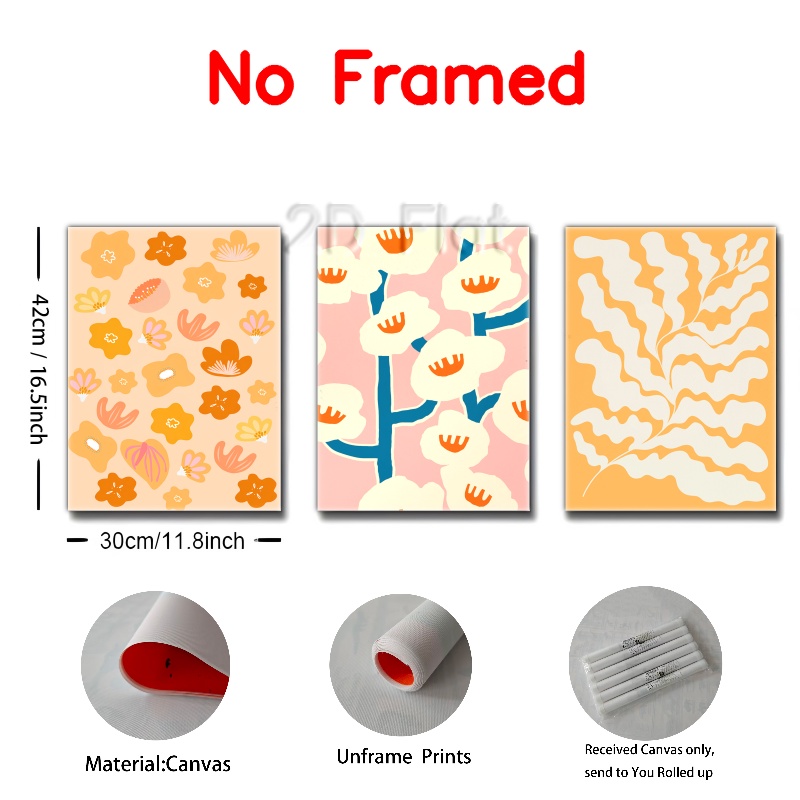 No Framed
2D Flat
42cm / 16.5inch
30cm/11.8inch
Material:Canvas
Unframe Prints
Received Canvas only,
send to You Rolled up